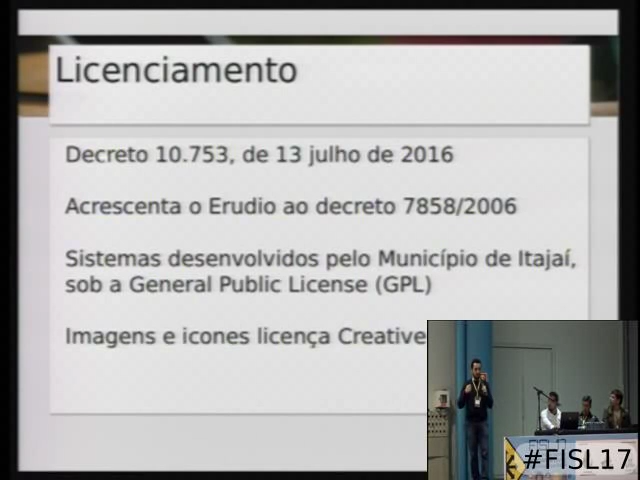 Licenciamento
Decreto 10.753, de 13 julho de 2016
Acrescenta o Erudio ao decreto 7858/2006
Sistemas desenvolvidos pelo Município de Itajaí,
sob a General Public License (GPL)
Imagens e icones licença Creative
FISL17
#FISL17